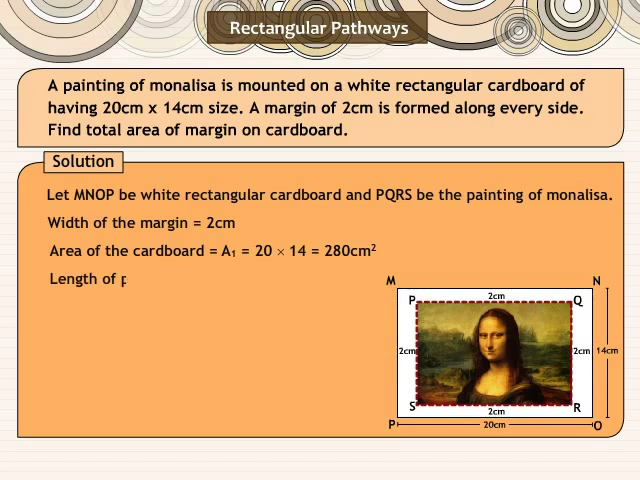 Rectangular Pathways
A painting of monalisa is mounted on a white rectangular cardboard of
having 20cm x 14cm size. A margin of 2cm is formed along every side.
Find total area of margin on cardboard.
Solution
Let MNOP be white rectangular cardboard and PQRS be the painting of monalisa.
Width of the margin = 2cm
Area of the cardboard = A₁ = 20 × 14 = 280cm²
Length of
M
N
P
2cm
Q
2cm
2cm
14cm
S
2cm
R
P
20cm
O